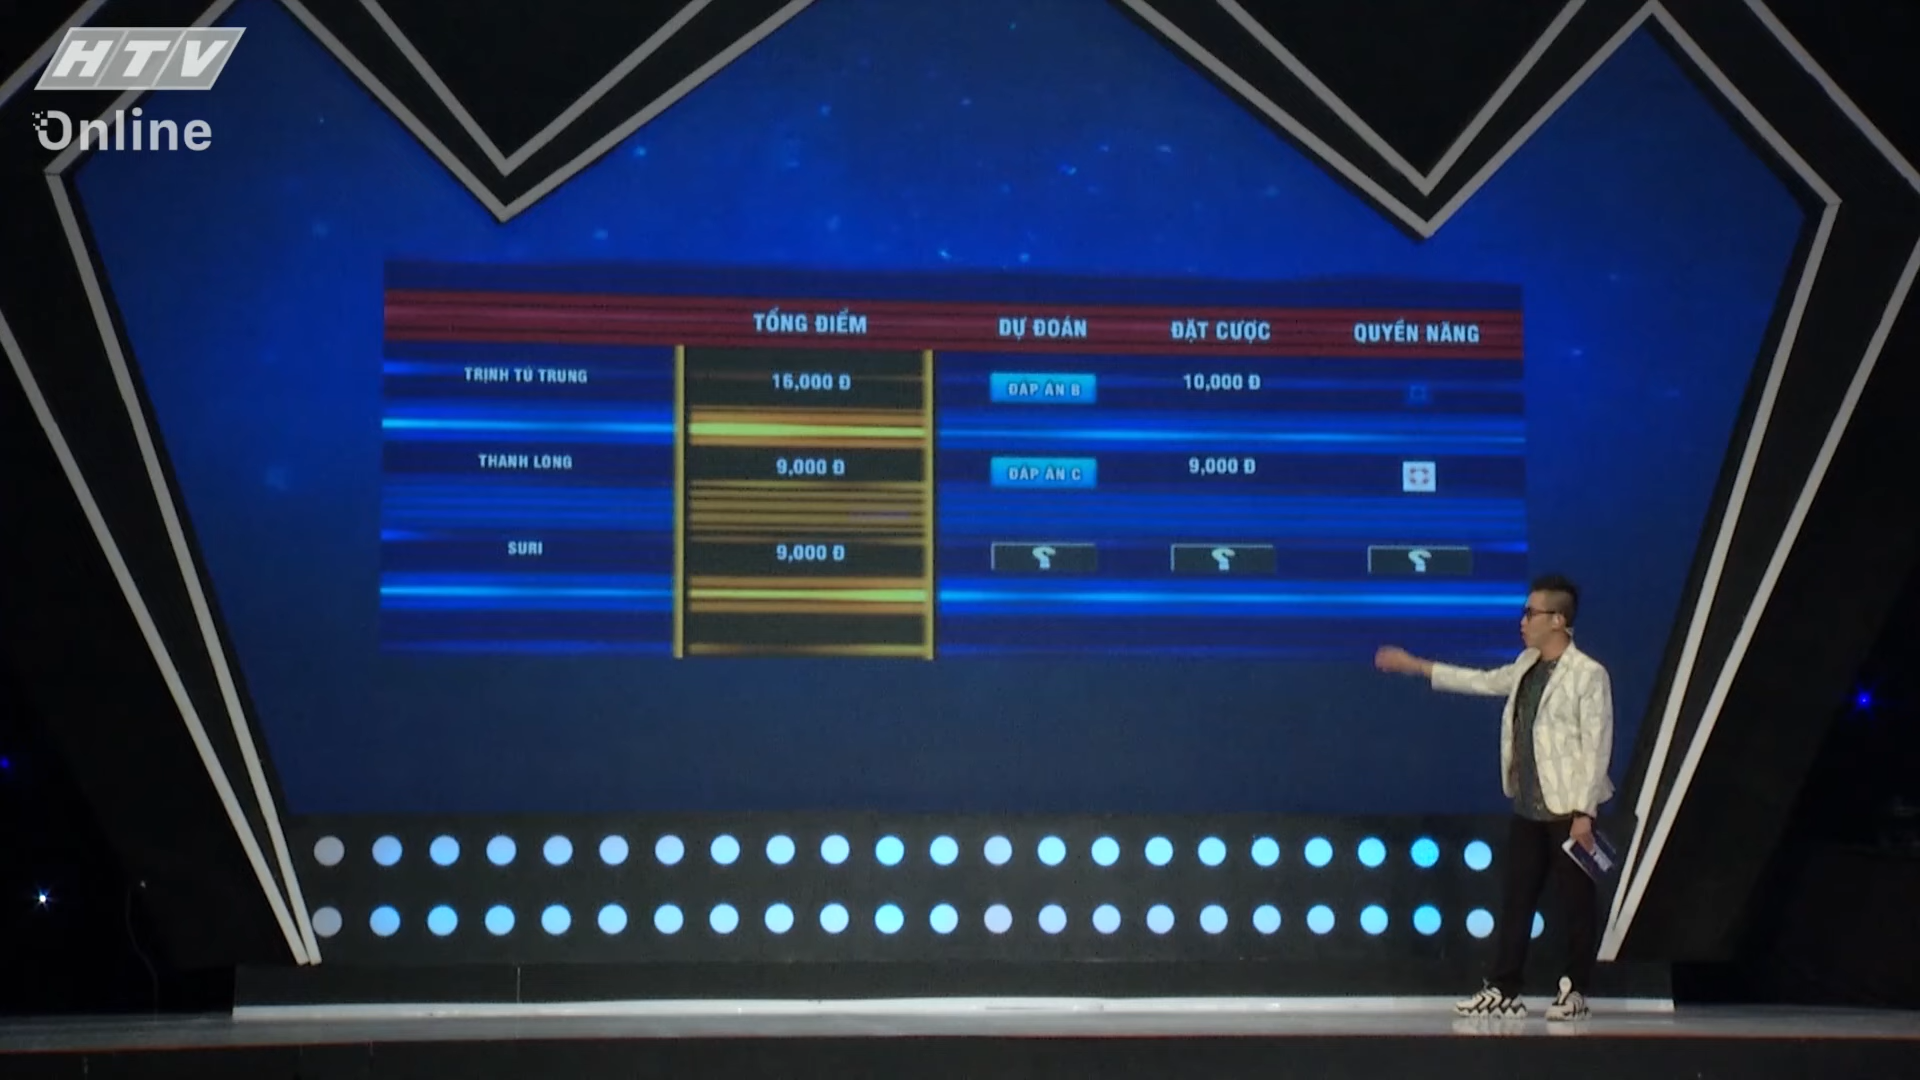 HTV
Online
TỔNG ĐIỂM DỰ ĐOÁN ĐẶT CƯỢC QUYỀN NĂNG
TRỊNH TÚ TRUNG 15,000 Đ ĐÁP ÁN B 10,000 Đ
THANH LONG 9,000 Đ ĐÁP ÁN C 9,000 Đ
SURI 9,000 Đ ? ? ?